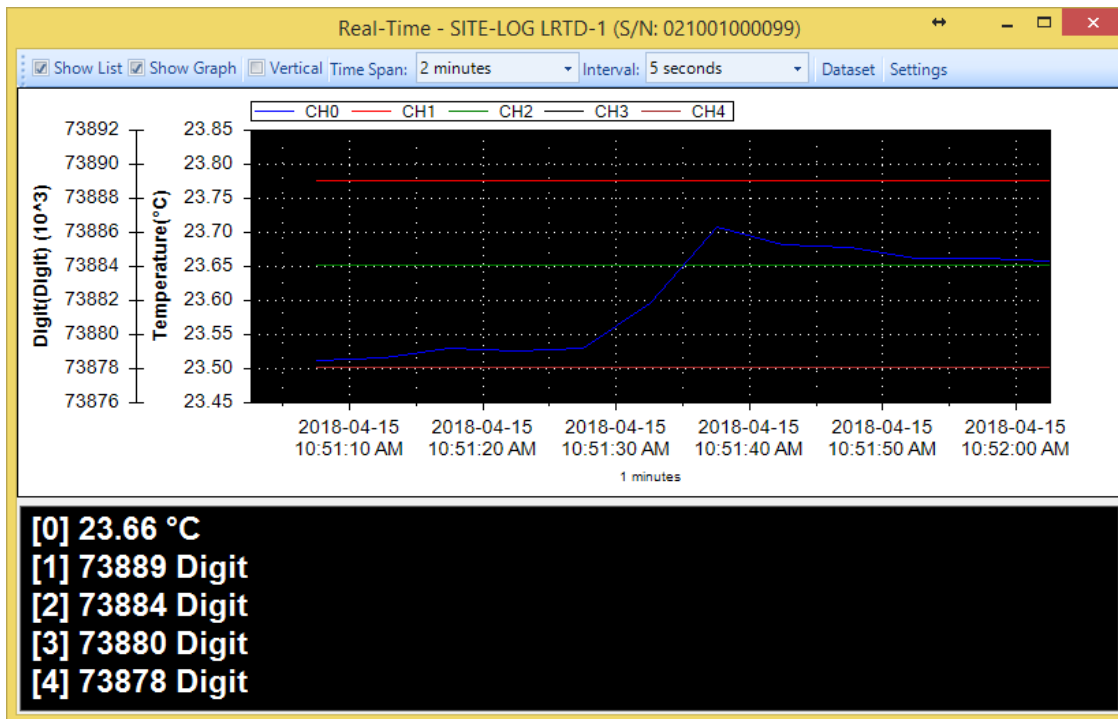 Real-Time - SITE-LOG LRTD-1 (S/N: 021001000099)
Show List Show Graph Vertical Time Span: 2 minutes Interval: 5 seconds Dataset Settings
CH0 CH1 CH2 CH3 CH4
Digit(Digit) (10^3)
73892
73890
73888
73886
73884
73882
73880
73878
73876
Temperature(°C)
23.85
23.80
23.75
23.70
23.65
23.60
23.55
23.50
23.45
2018-04-15 2018-04-15 2018-04-15 2018-04-15 2018-04-15 2018-04-15
10:51:10 AM 10:51:20 AM 10:51:30 AM 10:51:40 AM 10:51:50 AM 10:52:00 AM
1 minutes
[0] 23.66 °C
[1] 73889 Digit
[2] 73884 Digit
[3] 73880 Digit
[4] 73878 Digit